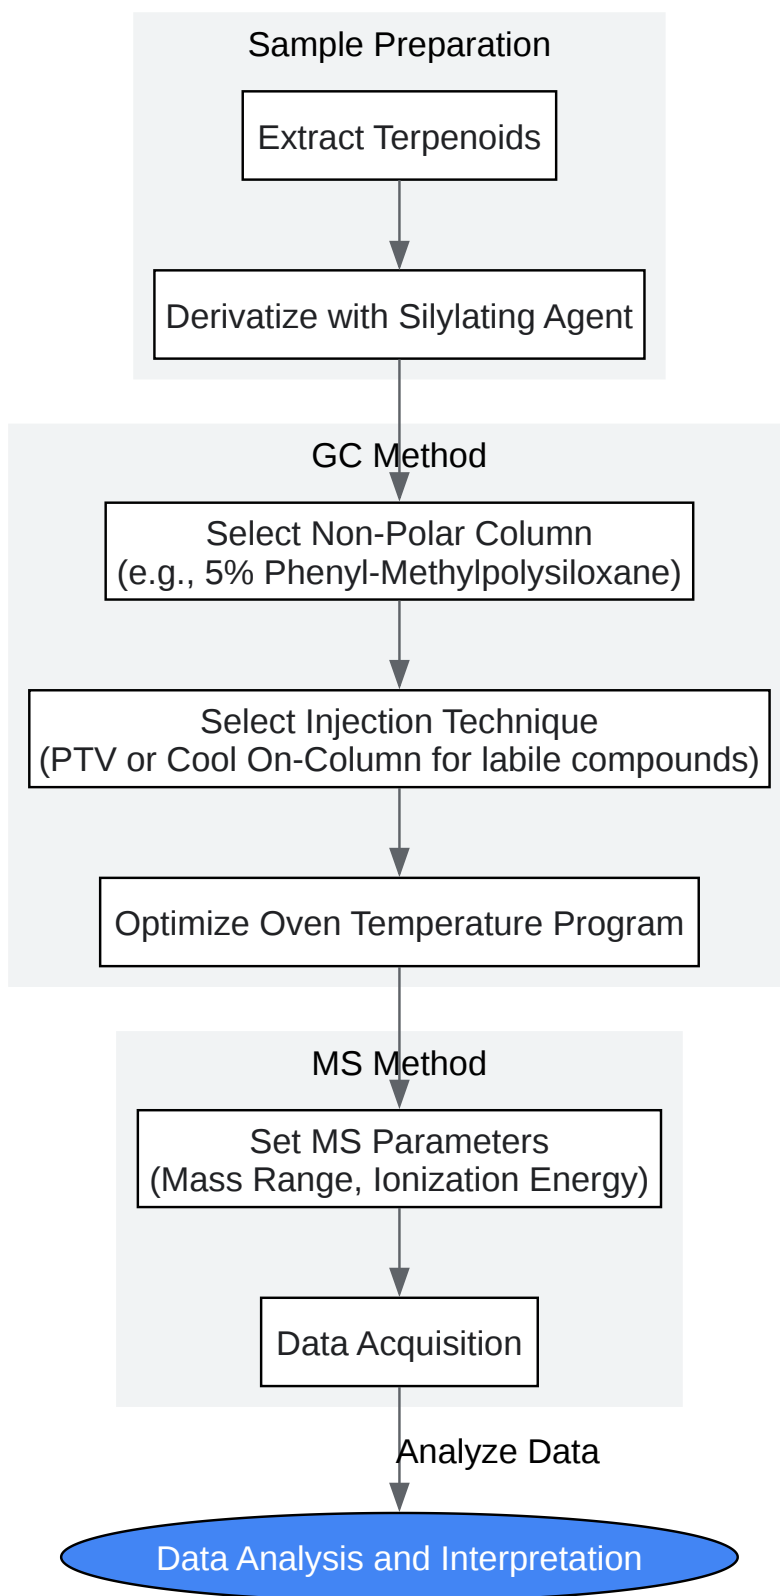 Sample Preparation
Extract Terpenoids
Derivatize with Silylating Agent
GC Method
Select Non-Polar Column
(e.g., 5% Phenyl-Methylpolysiloxane)
Select Injection Technique
(PTV or Cool On-Column for labile compounds)
Optimize Oven Temperature Program
MS Method
Set MS Parameters
(Mass Range, Ionization Energy)
Data Acquisition
Analyze Data
Data Analysis and Interpretation